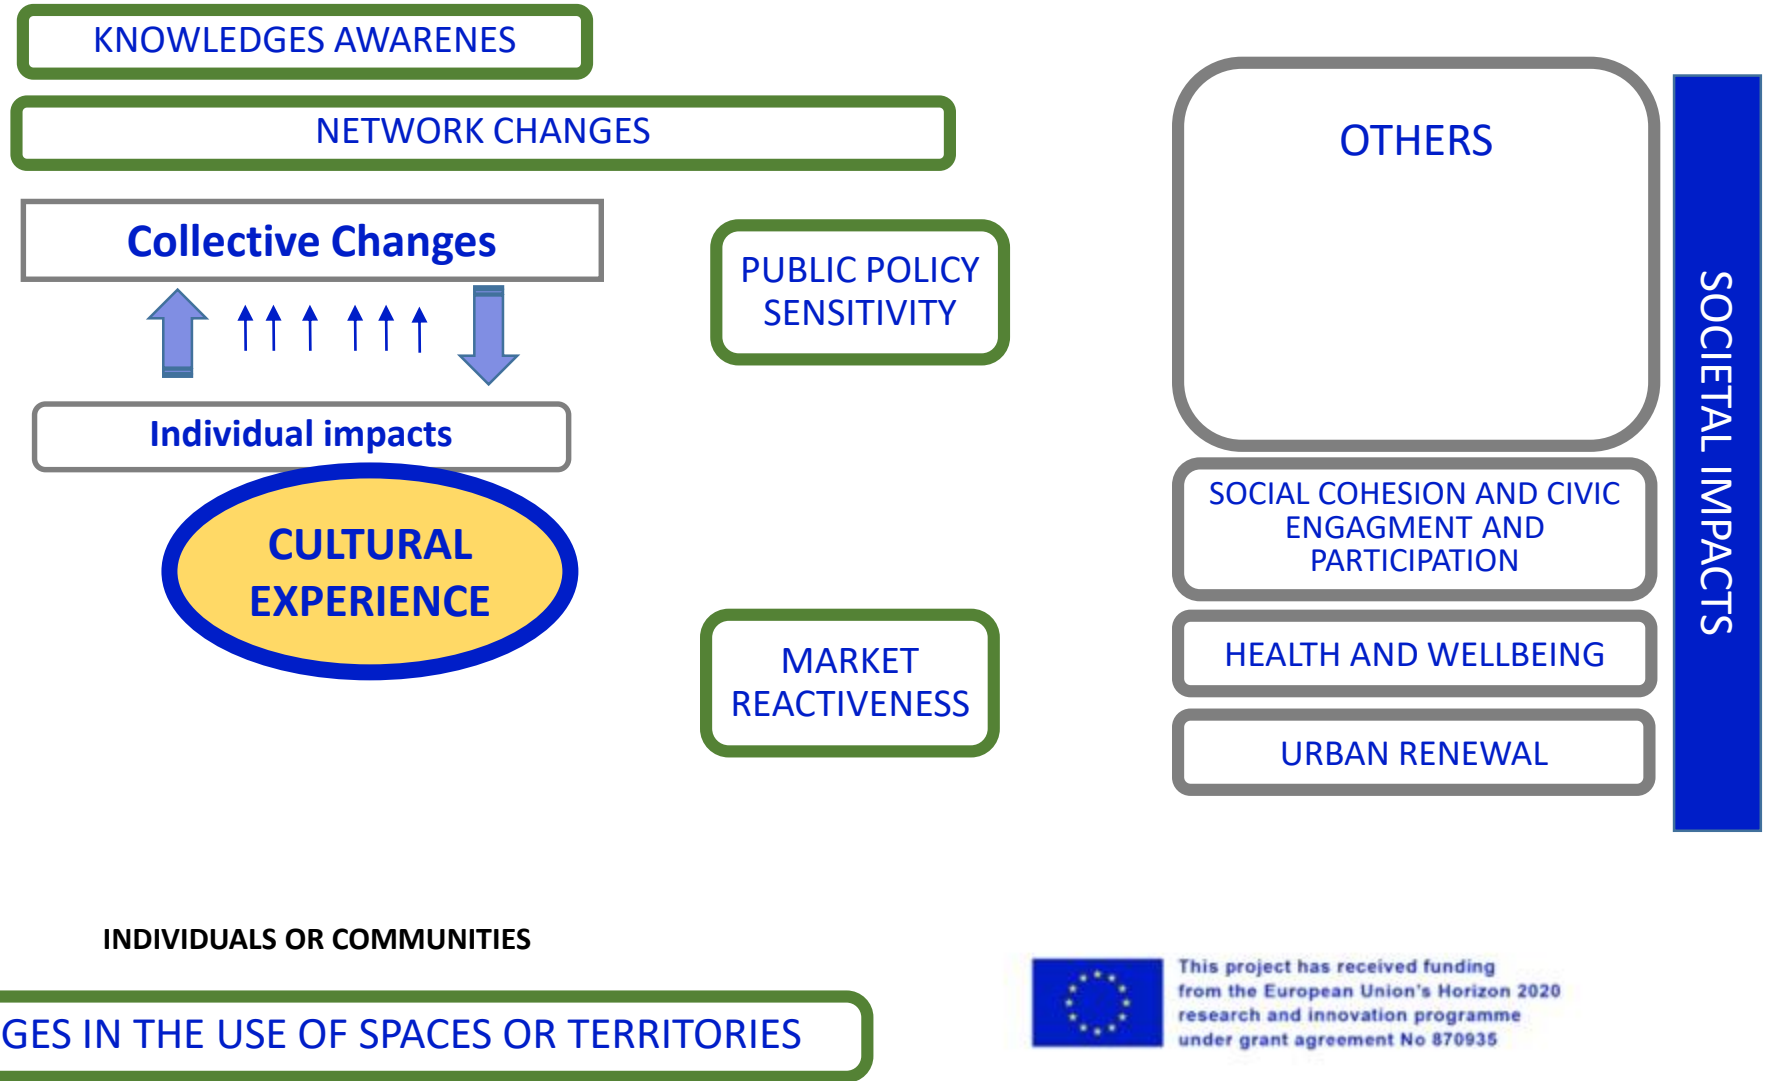 KNOWLEDGES AWARENES
NETWORK CHANGES
Collective Changes
Individual impacts
CULTURAL
EXPERIENCE
PUBLIC POLICY
SENSITIVITY
MARKET
REACTIVENESS
OTHERS
SOCIAL COHESION AND CIVIC
ENGAGMENT AND
PARTICIPATION
HEALTH AND WELLBEING
URBAN RENEWAL
SOCIETAL IMPACTS
INDIVIDUALS OR COMMUNITIES
GES IN THE USE OF SPACES OR TERRITORIES
This project has received funding
from the European Union's Horizon 2020
research and innovation programme
under grant agreement No 870935